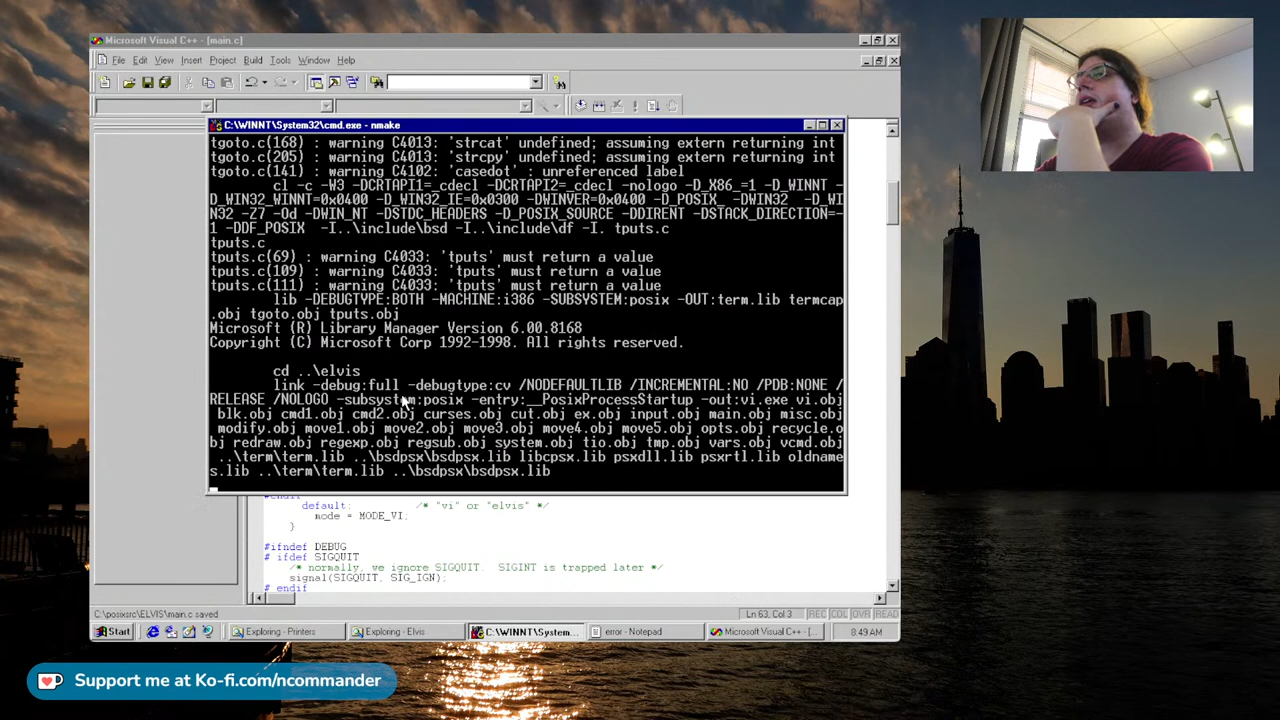 Microsoft Visual C++ - [main.c]
File Edit View Insert Project Build Tools Window Help
C:\WINNT\System32\cmd.exe - nmake
tgoto.c(168) : warning C4013: 'strcat' undefined; assuming extern returning int
tgoto.c(205) : warning C4013: 'strcpy' undefined; assuming extern returning int
tgoto.c(141) : warning C4102: 'casedot' : unreferenced label
cl -c -W3 -DCRTAPI1=_cdecl -DCRTAPI2=_cdecl -nologo -D_X86_=1 -D_WINNT -
D_WIN32_WINNT=0x0400 -D_WIN32_IE=0x0300 -DWINVER=0x0400 -D_POSIX_ -DWIN32 -D_WI
N32 -Z7 -Od -DWIN_NT -DSTDC_HEADERS -D_POSIX_SOURCE -DDIRENT -DSTACK_DIRECTION=-
1 -DDF_POSIX -I..\include\bsd -I..\include\df -I. tputs.c
tputs.c
tputs.c(69) : warning C4033: 'tputs' must return a value
tputs.c(109) : warning C4033: 'tputs' must return a value
tputs.c(111) : warning C4033: 'tputs' must return a value
lib -DEBUGTYPE:BOTH -MACHINE:i386 -SUBSYSTEM:posix -OUT:term.lib termcap
.obj tgoto.obj tputs.obj
Microsoft (R) Library Manager Version 6.00.8168
Copyright (C) Microsoft Corp 1992-1998. All rights reserved.
cd ..\elvis
link -debug:full -debugtype:cv /NODEFAULTLIB /INCREMENTAL:NO /PDB:NONE /
RELEASE /NOLOGO -subsystem:posix -entry:__PosixProcessStartup -out:vi.exe vi.obj
blk.obj cmd1.obj cmd2.obj curses.obj cut.obj ex.obj input.obj main.obj misc.obj
modify.obj move1.obj move2.obj move3.obj move4.obj move5.obj opts.obj recycle.o
bj redraw.obj regexp.obj regsub.obj system.obj tio.obj tmp.obj vars.obj vcmd.obj
..\term\term.lib ..\bsdpsx\bsdpsx.lib libcpsx.lib psxdll.lib psxrtl.lib oldname
s.lib ..\term\term.lib ..\bsdpsx\bsdpsx.lib
#endif
default: /* "vi" or "elvis" */
mode = MODE_VI;
}
#ifndef DEBUG
# ifdef SIGQUIT
/* normally, we ignore SIGQUIT. SIGINT is trapped later */
signal(SIGQUIT, SIG_IGN);
# endif
C:\posixsrc\ELVIS\main.c saved
Ln 63, Col 3 REC COL OVR READ
Start Exploring - Printers Exploring - Elvis C:\WINNT\System... error - Notepad Microsoft Visual C++ - [... 8:49 AM
Support me at Ko-fi.com/ncommander